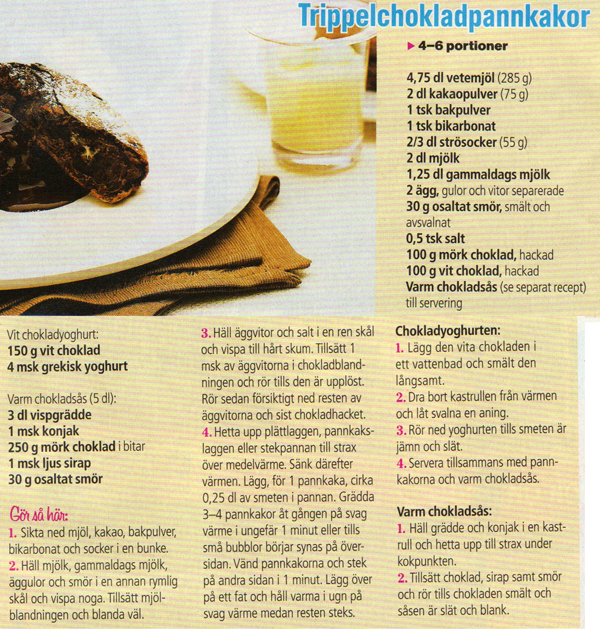 Trippelchokladpannkakor
▶ 4–6 portioner
4,75 dl vetemjöl (285 g)
2 dl kakaopulver (75 g)
1 tsk bakpulver
1 tsk bikarbonat
2/3 dl strösocker (55 g)
2 dl mjölk
1,25 dl gammaldags mjölk
2 ägg, gulor och vitor separerade
30 g osaltat smör, smält och
avsvalnat
0,5 tsk salt
100 g mörk choklad, hackad
100 g vit choklad, hackad
Varm chokladsås (se separat recept)
till servering
Vit chokladyoghurt:
150 g vit choklad
4 msk grekisk yoghurt
Varm chokladsås (5 dl):
3 dl vispgrädde
1 msk konjak
250 g mörk choklad i bitar
1 msk ljus sirap
30 g osaltat smör
Gör så här:
1. Sikta ned mjöl, kakao, bakpulver,
bikarbonat och socker i en bunke.
2. Häll mjölk, gammaldags mjölk,
äggulor och smör i en annan rymlig
skål och vispa noga. Tillsätt mjöl-
blandningen och blanda väl.
3. Häll äggvitor och salt i en ren skål
och vispa till hårt skum. Tillsätt 1
msk av äggvitorna i chokladbland-
ningen och rör tills den är upplöst.
Rör sedan försiktigt ned resten av
äggvitorna och sist chokladhacket.
4. Hetta upp plättlaggen, pannkaks-
laggen eller stekpannan till strax
över medelvärme. Sänk därefter
värmen. Lägg, för 1 pannkaka, cirka
0,25 dl av smeten i pannan. Grädda
3–4 pannkakor åt gången på svag
värme i ungefär 1 minut eller tills
små bubblor börjar synas på över-
sidan. Vänd pannkakorna och stek
på andra sidan i 1 minut. Lägg över
på ett fat och håll varma i ugn på
svag värme medan resten steks.
Chokladyoghurten:
1. Lägg den vita chokladen i
ett vattenbad och smält den
långsamt.
2. Dra bort kastrullen från värmen
och låt svalna en aning.
3. Rör ned yoghurten tills smeten är
jämn och slät.
4. Servera tillsammans med pann-
kakorna och varm chokladsås.
Varm chokladsås:
1. Häll grädde och konjak i en kast-
rull och hetta upp till strax under
kokpunkten.
2. Tillsätt choklad, sirap samt smör
och rör tills chokladen smält och
såsen är slät och blank.